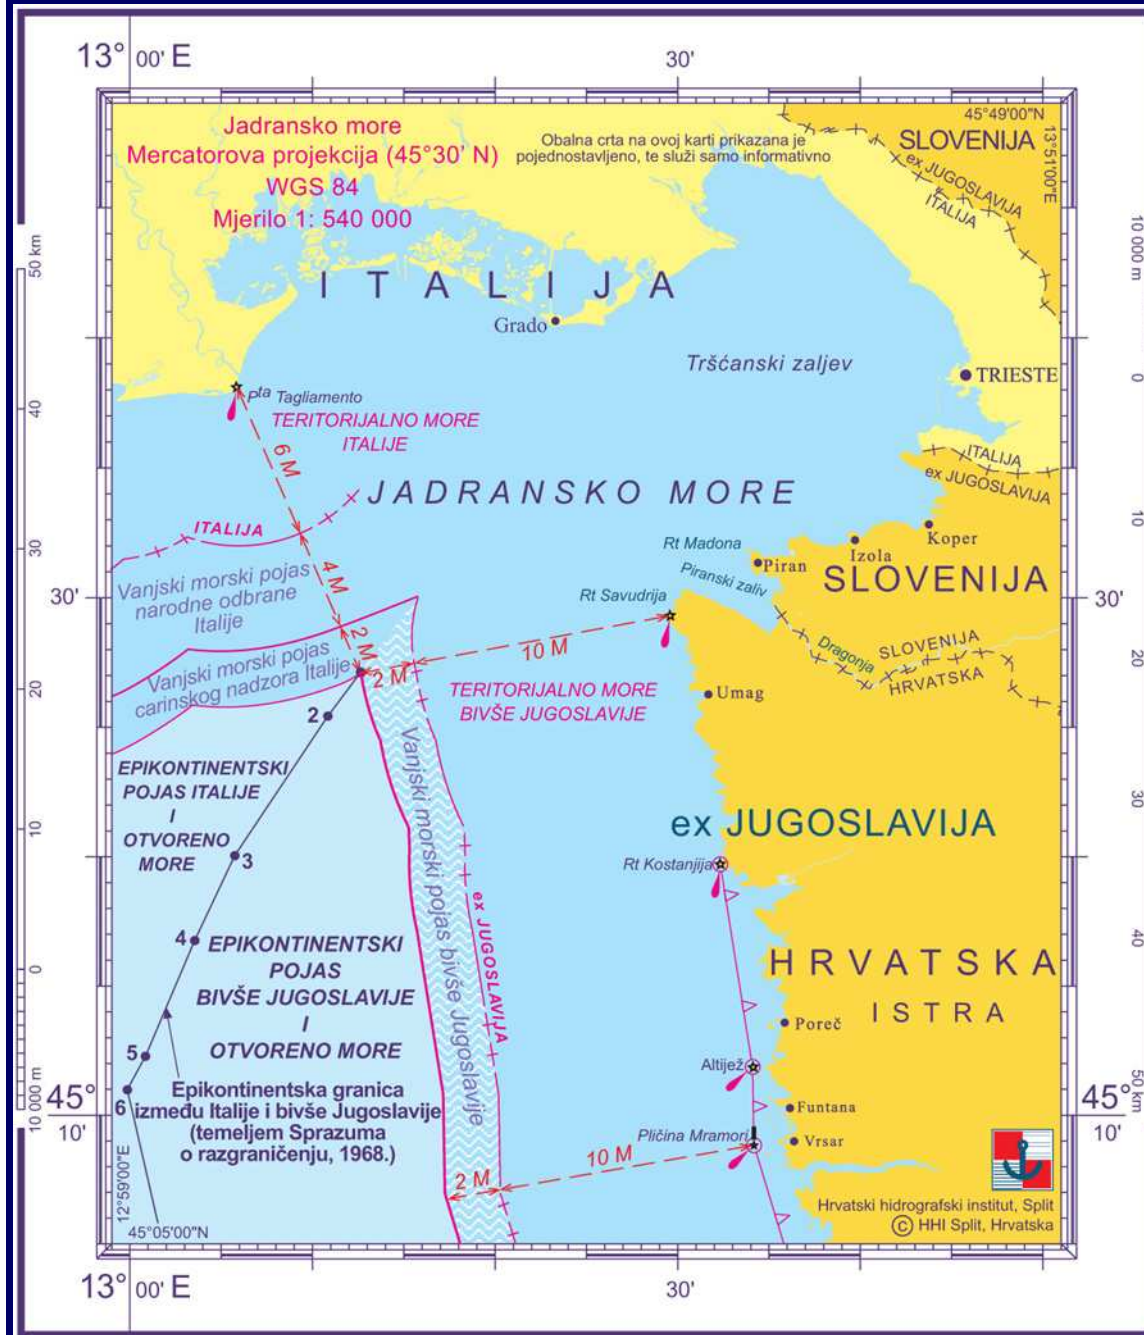 13° 00' E
30'
Jadransko more
Mercatorova projekcija (45°30' N)
WGS 84
Mjerilo 1: 540 000
Obalna crta na ovoj karti prikazana je
pojednostavljeno, te služi samo informativno
45°49'00"N
13°51'00"E
SLOVENIJA
ex JUGOSLAVIJA
ITALIJA
50 km
10 000 m
ITALIJA
Grado
Tršćanski zaljev
TRIESTE
0
Pta Tagliamento
TERITORIJALNO MORE
ITALIJE
40
6 M
JADRANSKO MORE
ITALIJA
ex JUGOSLAVIJA
10
ITALIJA
30
Koper
Izola
Rt Madona
Piran
SLOVENIJA
Piranski zaliv
Rt Savudrija
Vanjski morski pojas
narodne odbrane
Italije
4 M
30'
30'
2 M
Vanjski morski pojas
carinskog nadzora Italije
2 M
10 M
Dragonja
SLOVENIJA
HRVATSKA
20
20
TERITORIJALNO MORE
BIVŠE JUGOSLAVIJE
Umag
2
EPIKONTINENTSKI
POJAS ITALIJE
I
OTVORENO
MORE
Vanjski morski pojas bivše Jugoslavije
ex JUGOSLAVIJA
10
30
ex JUGOSLAVIJA
3
Rt Kostanjija
4
EPIKONTINENTSKI
POJAS
BIVŠE JUGOSLAVIJE
I
OTVORENO MORE
0
40
HRVATSKA
ISTRA
Poreč
5
Altijež
6
Epikontinentska granica
između Italije i bivše Jugoslavije
(temeljem Sprazuma
o razgraničenju, 1968.)
45°
10'
10 000 m
Funtana
45°
10'
50 km
Pličina Mramori
Vrsar
2 M
10 M
12°59'00"E
45°05'00"N
Hrvatski hidrografski institut, Split
© HHI Split, Hrvatska
13° 00' E
30'